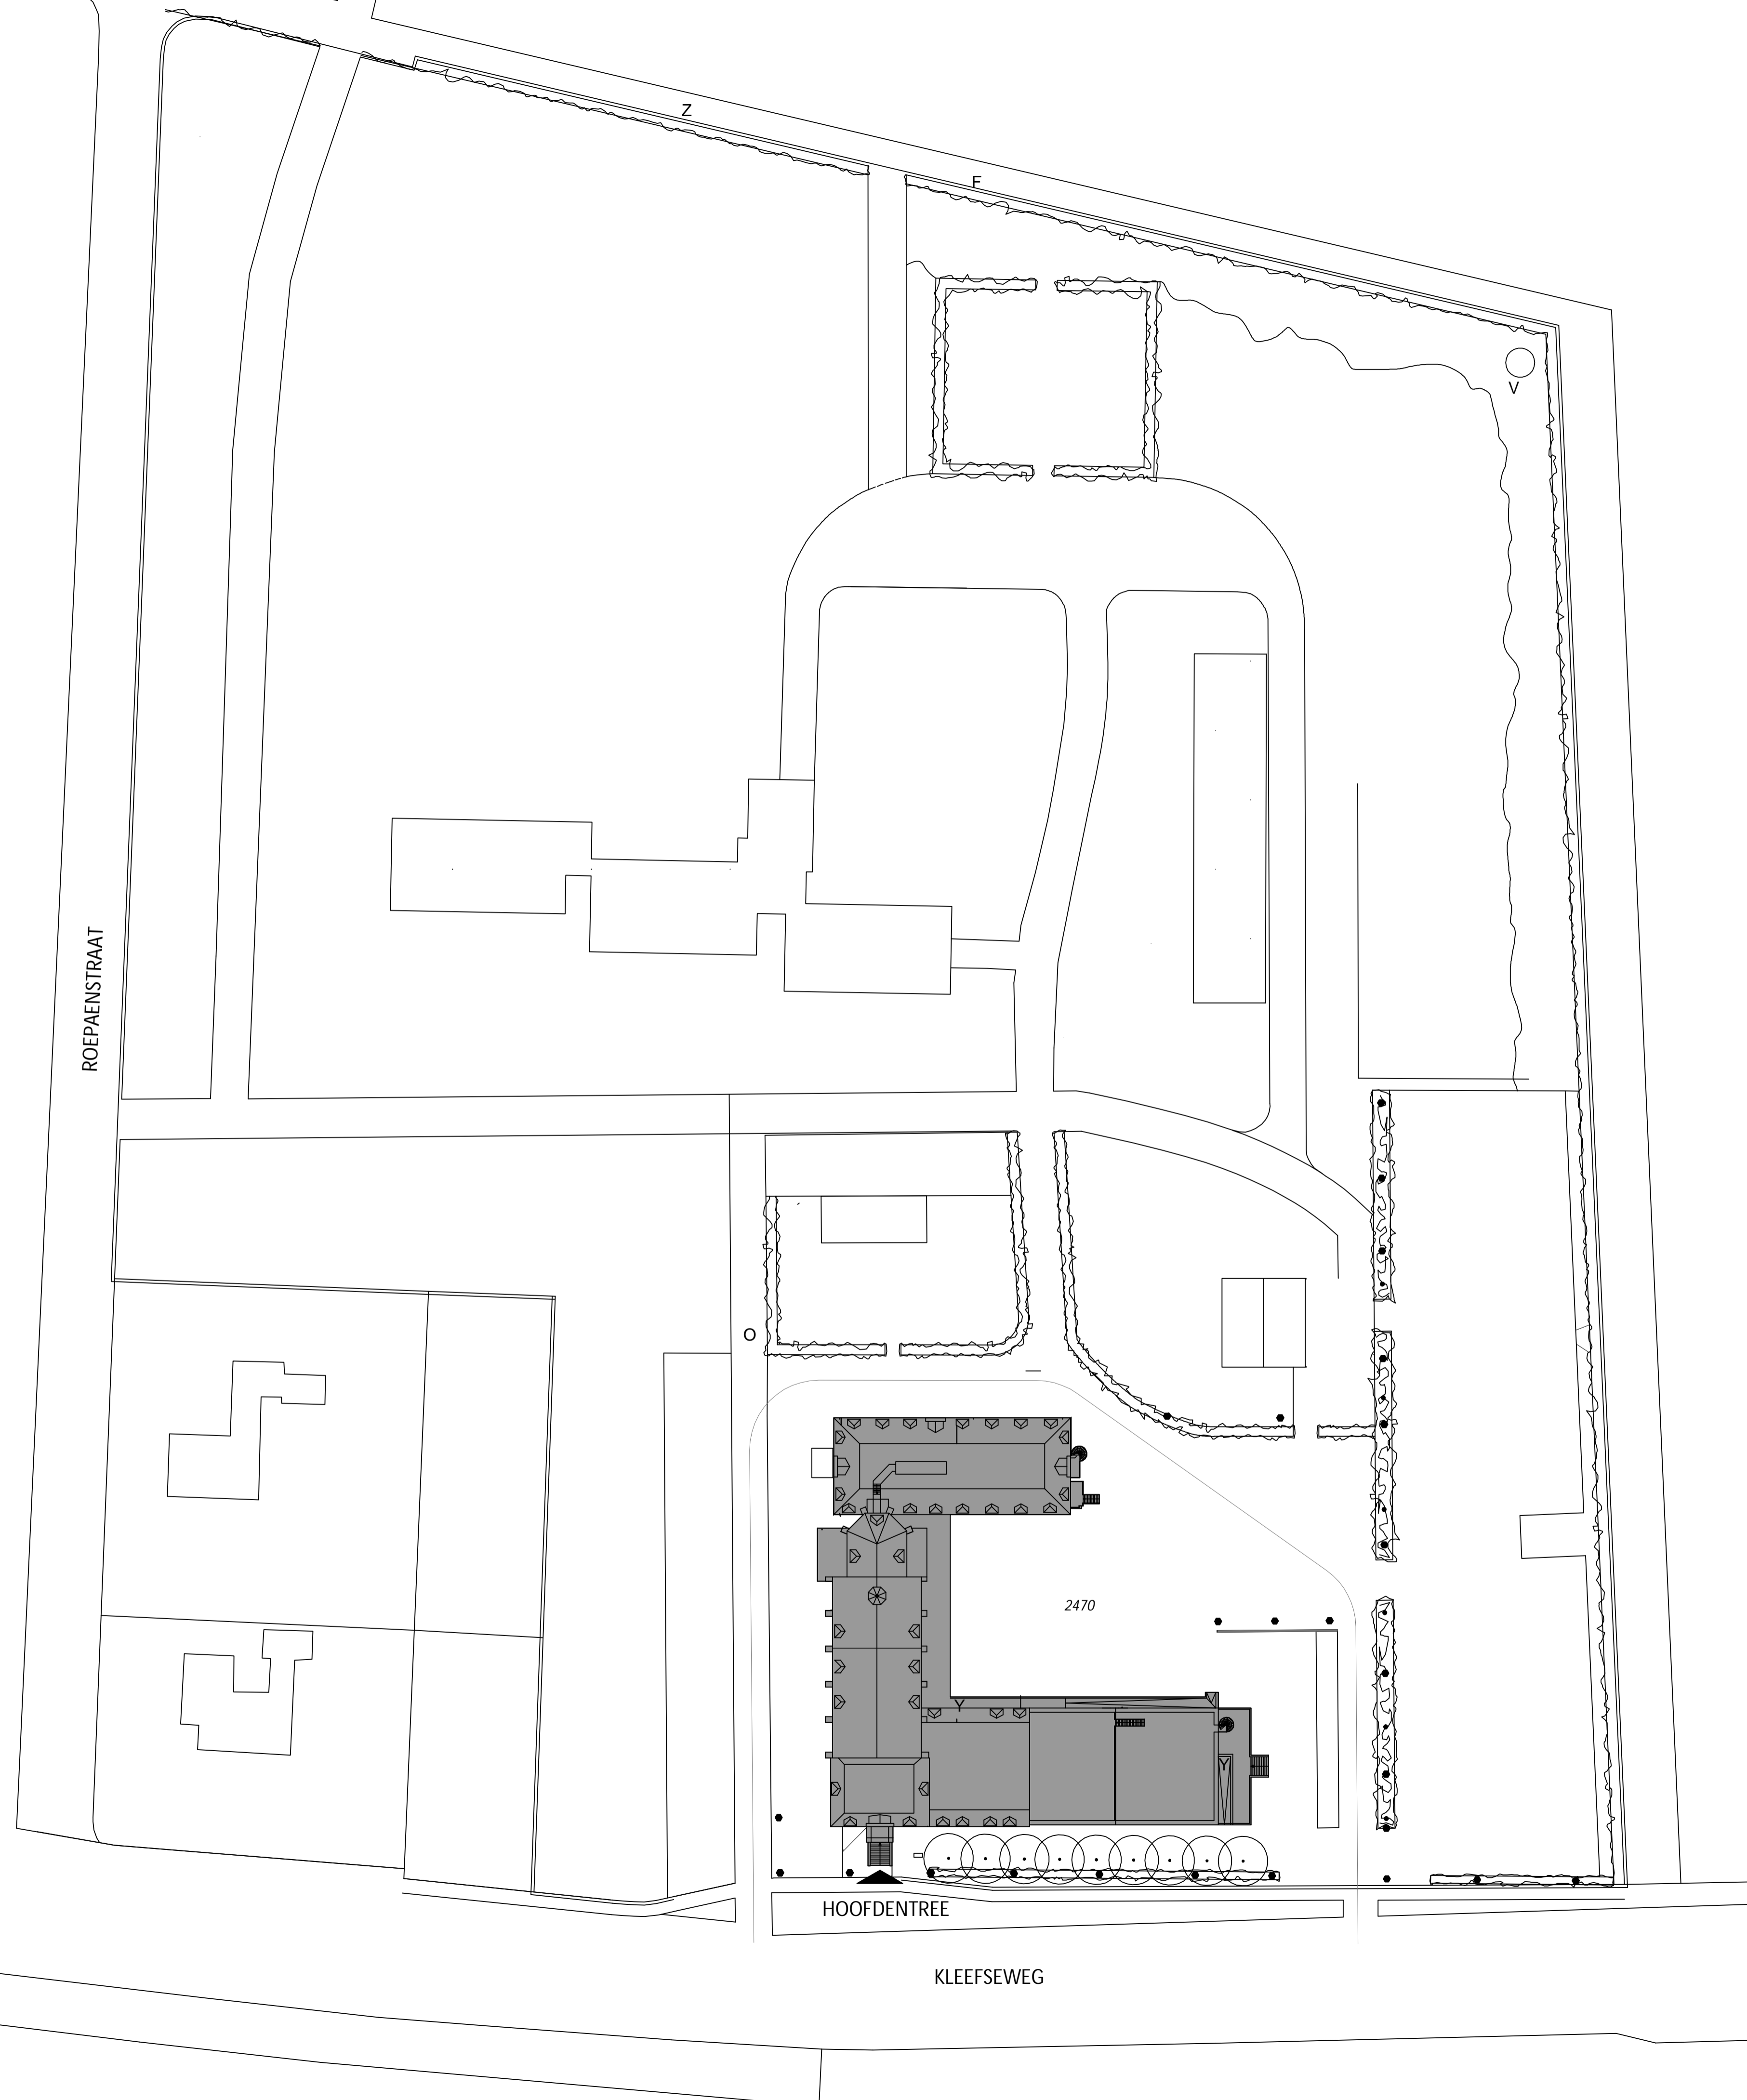 Z
F
V
ROEPAENSTRAAT
O
2470
Y
Y
HOOFDENTREE
KLEEFSEWEG